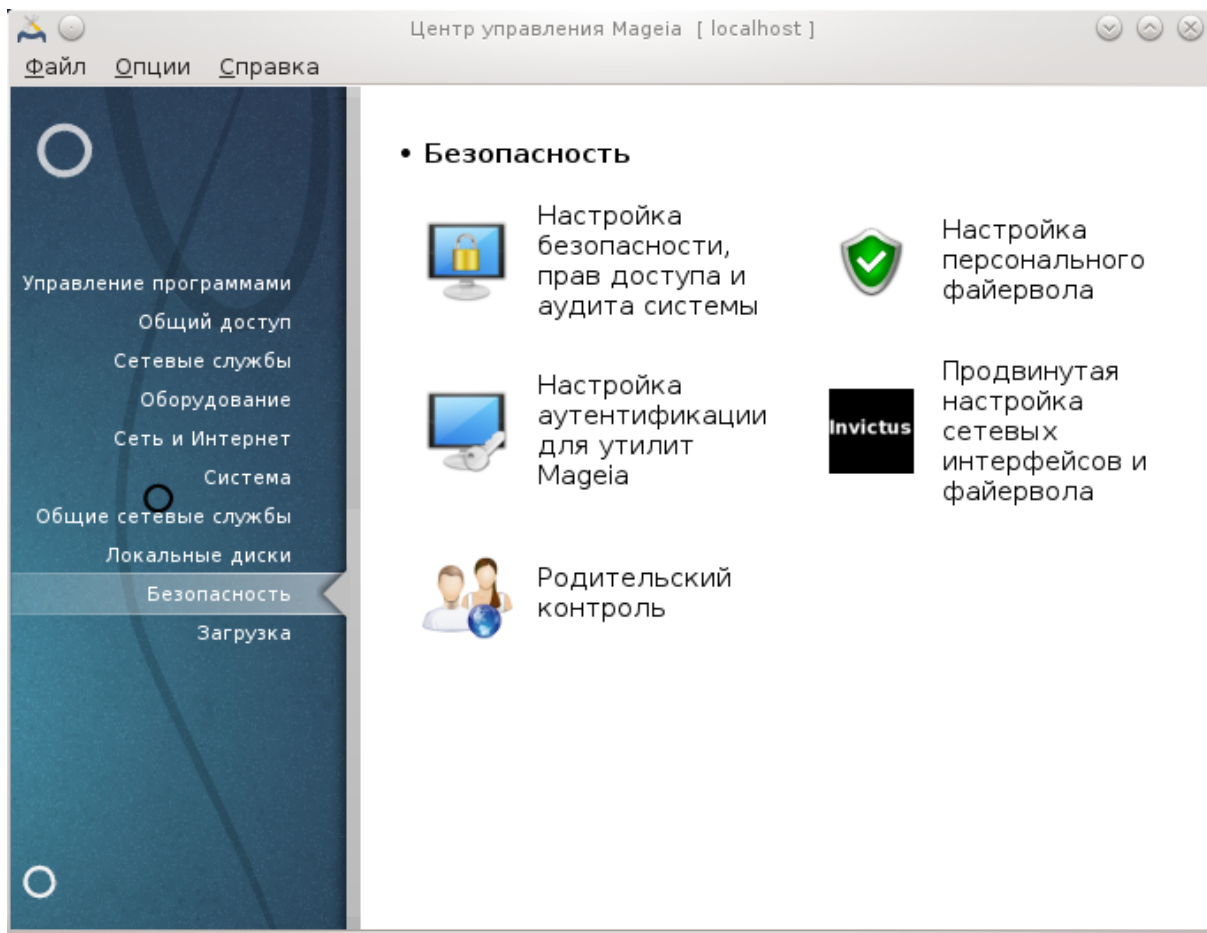 Центр управления Mageia [ localhost ]
Файл Опции Справка
Управление программами
Общий доступ
Сетевые службы
Оборудование
Сеть и Интернет
Система
Общие сетевые службы
Локальные диски
Безопасность
Загрузка
• Безопасность
Настройка
безопасности,
прав доступа и
аудита системы
Настройка
персонального
файервола
Настройка
аутентификации
для утилит
Mageia
Invictus
Продвинутая
настройка
сетевых
интерфейсов и
файервола
Родительский
контроль